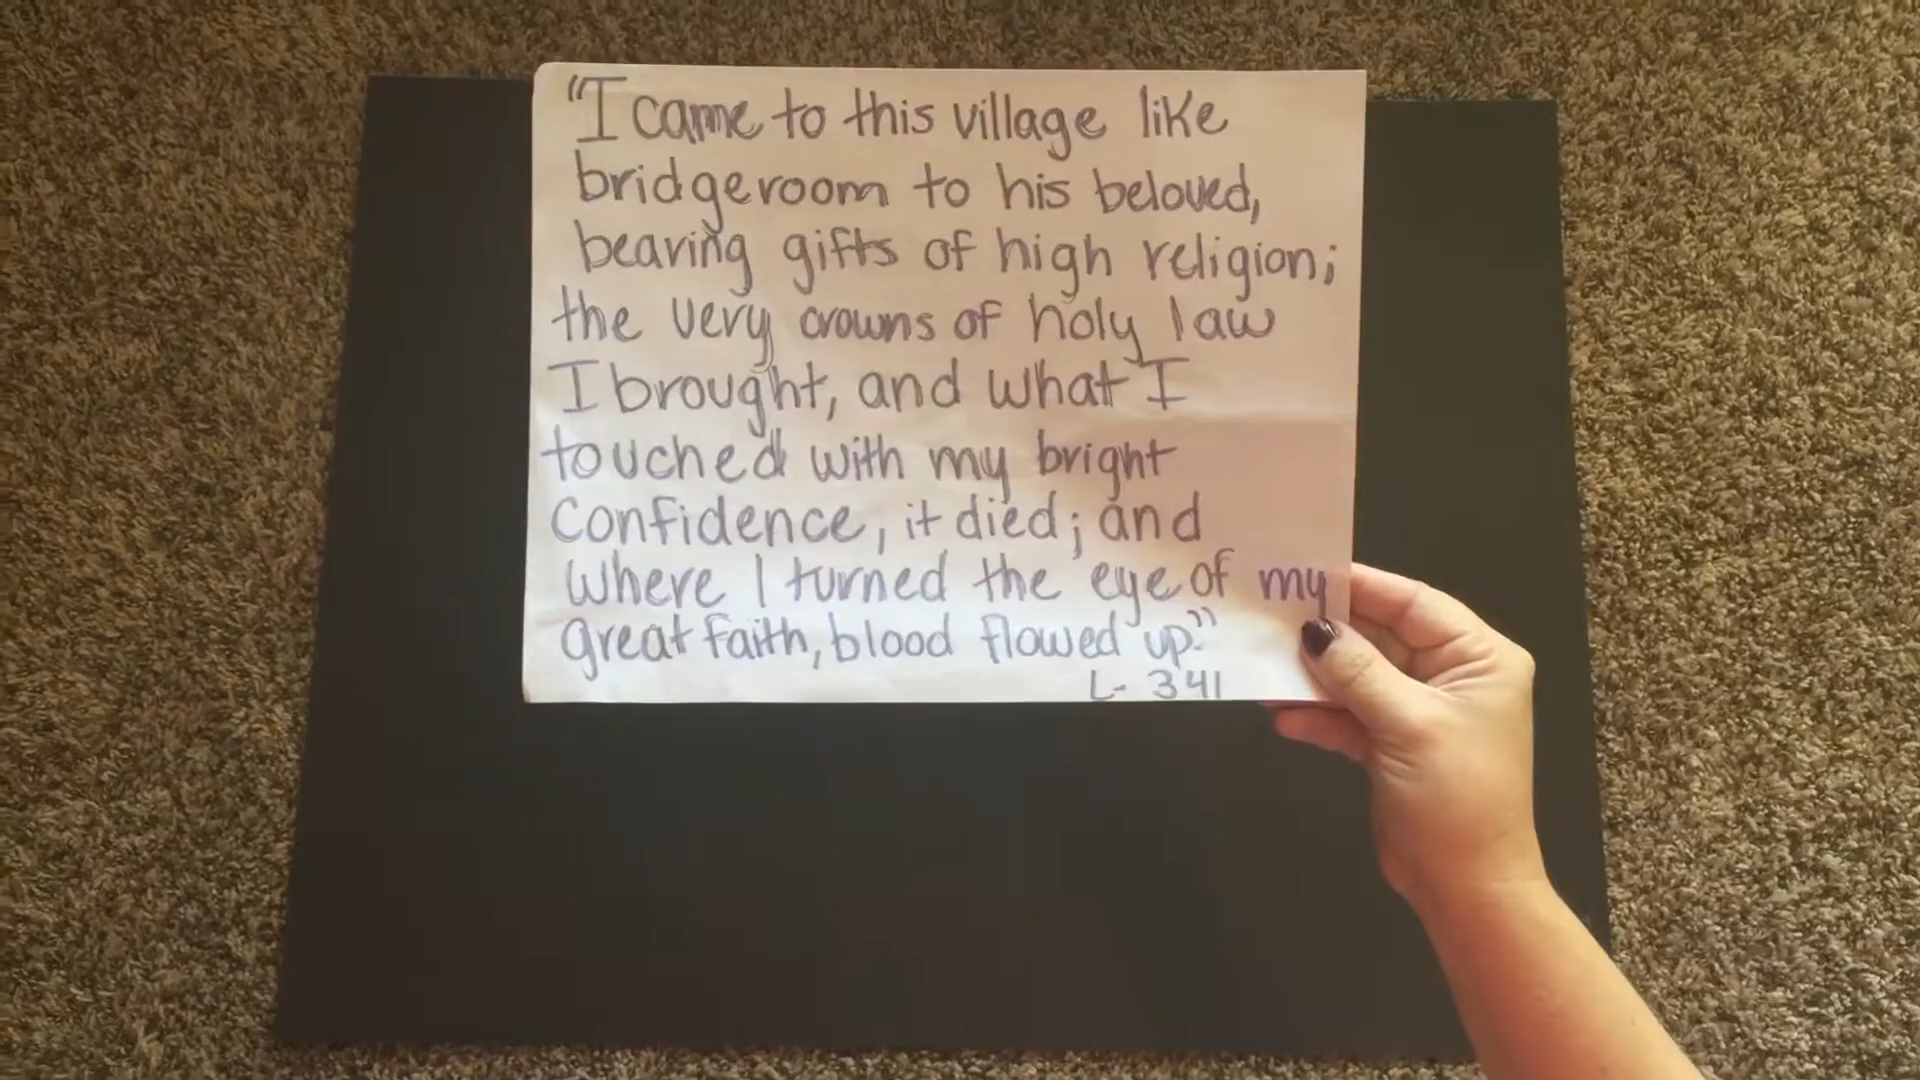 "I came to this village like
bridgeroom to his beloved,
bearing gifts of high religion;
the very crowns of holy law
I brought, and what I
touched with my bright
confidence, it died; and
where I turned the eye of my
great faith, blood flowed up."
L- 341